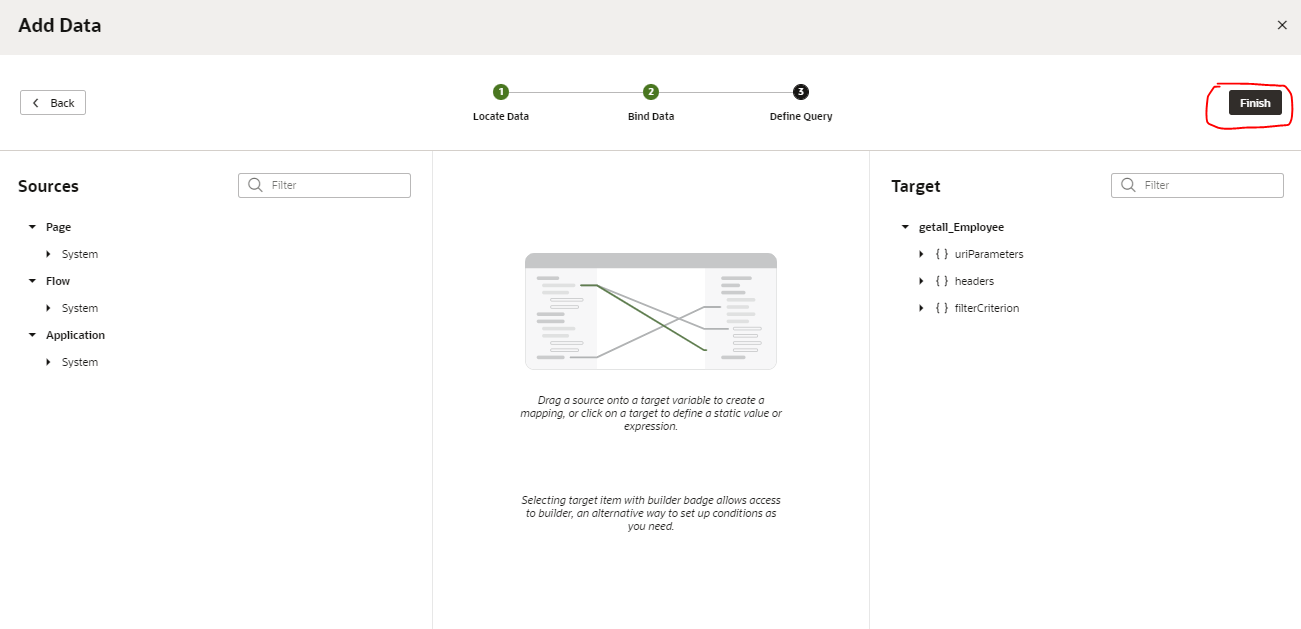 Add Data
Back
1
2
3
Locate Data
Bind Data
Define Query
Finish
Sources
Filter
Page
System
Flow
System
Application
System
Drag a source onto a target variable to create a
mapping, or click on a target to define a static value or
expression.
Selecting target item with builder badge allows access
to builder, an alternative way to set up conditions as
you need.
Target
Filter
getall_Employee
{ } uriParameters
{ } headers
{ } filterCriterion